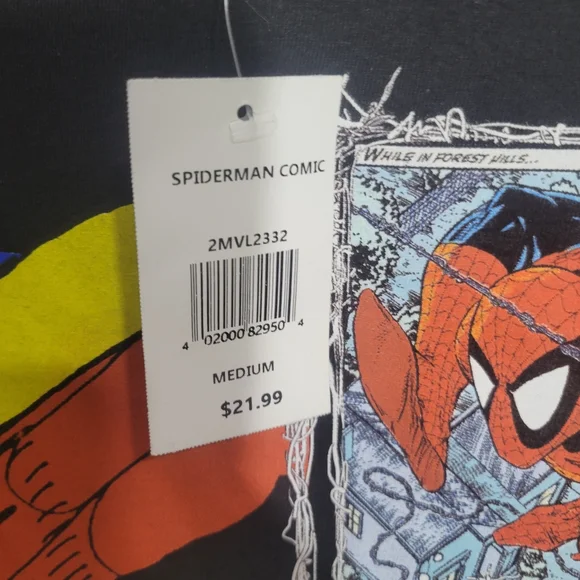 SPIDERMAN COMIC
2MVL2332
4 02000 82950 4
MEDIUM
$21.99
WHILE IN FOREST HILLS..